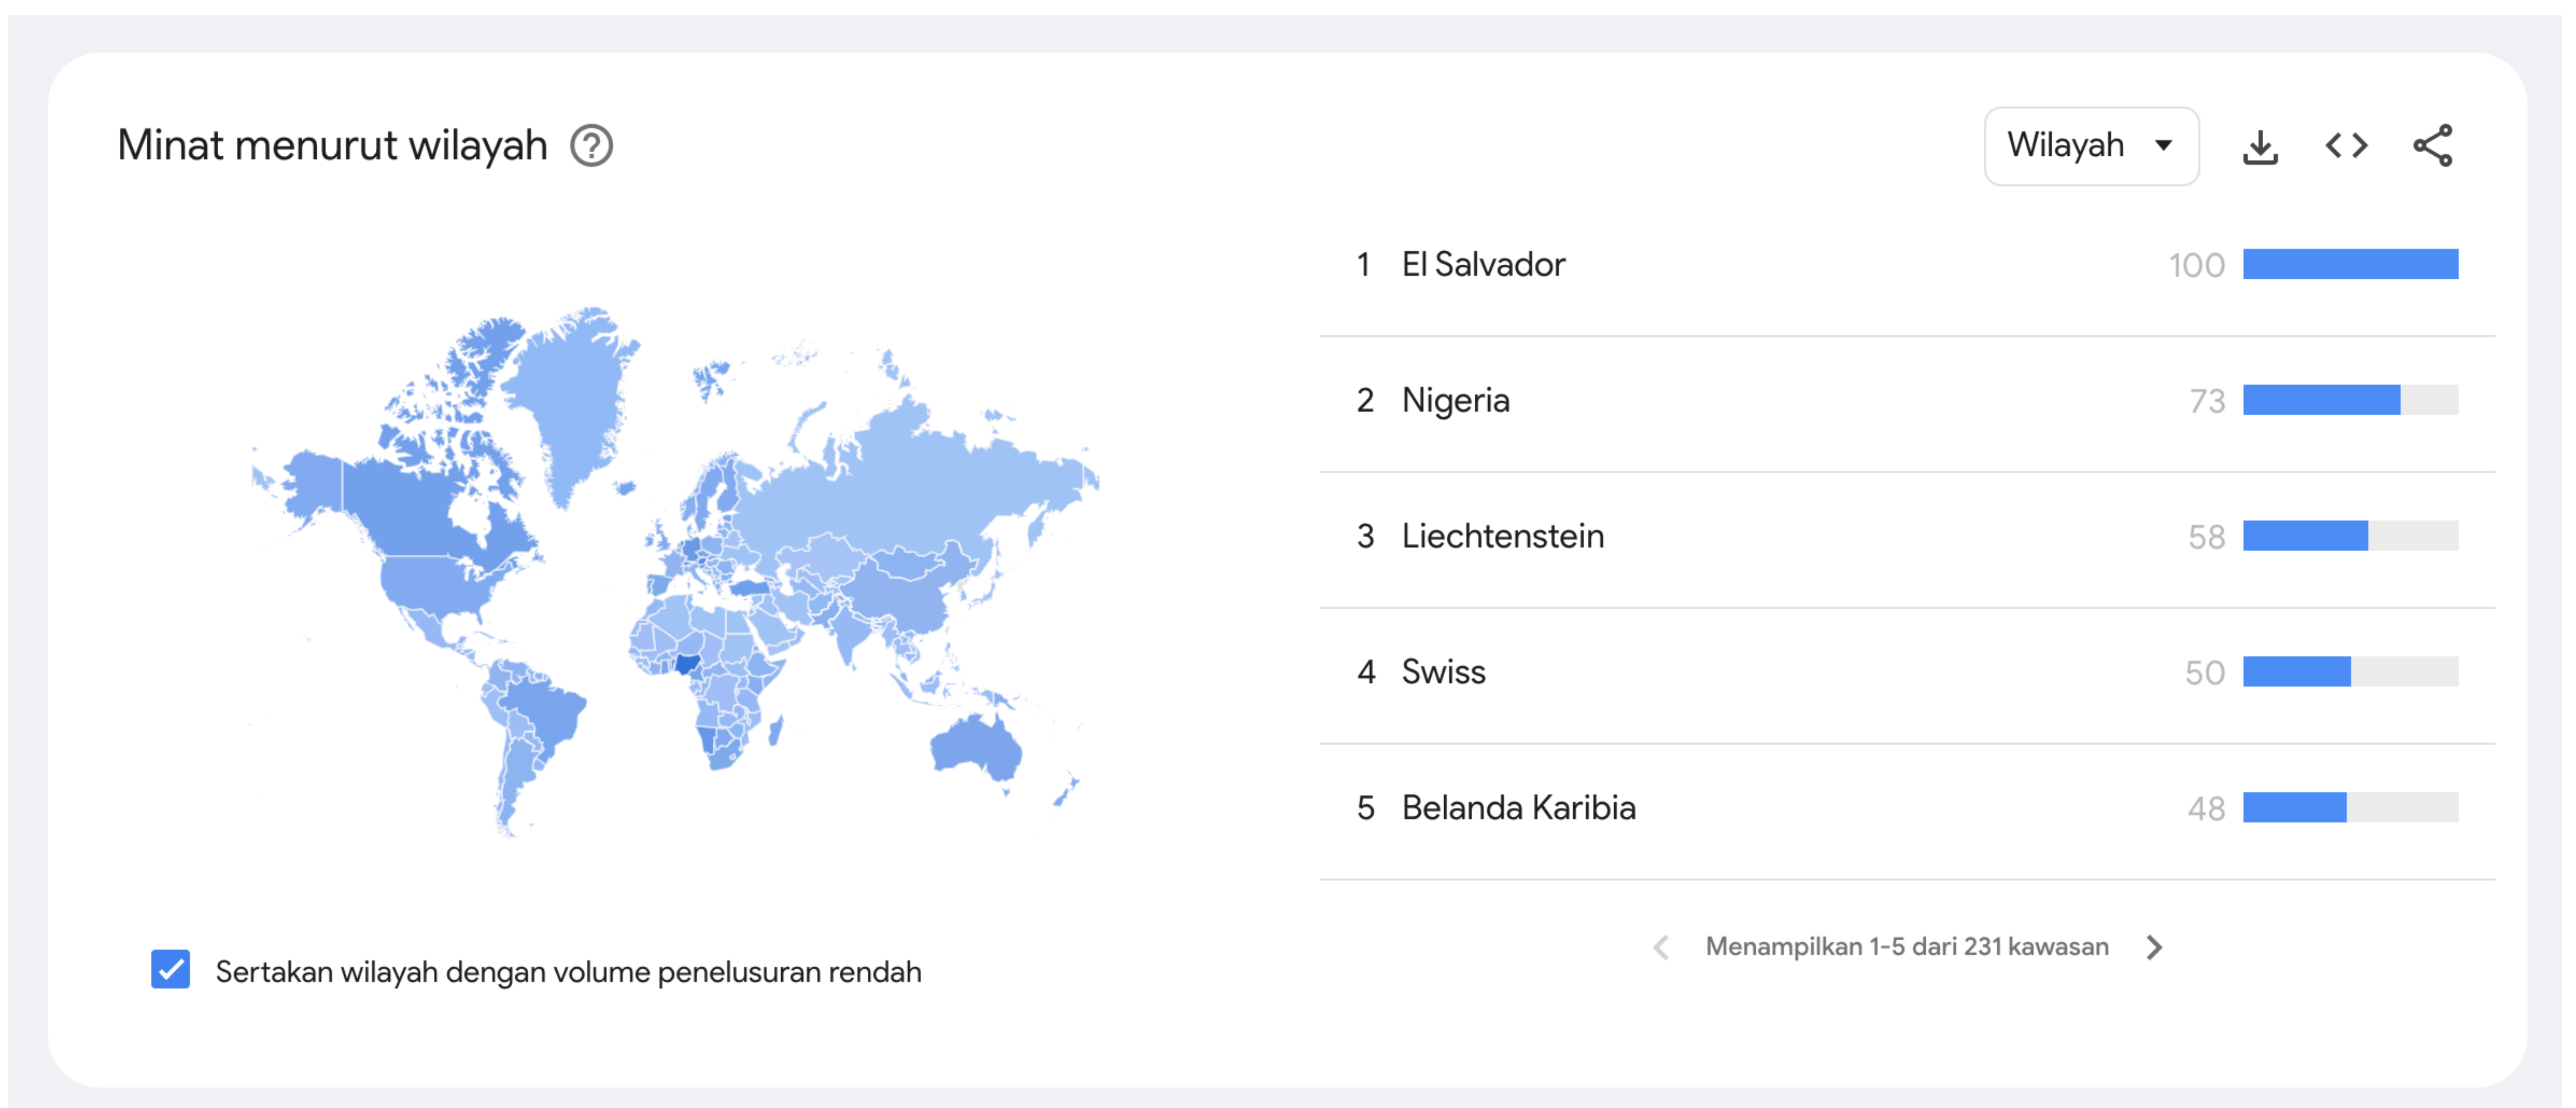 Minat menurut wilayah
Wilayah
1 El Salvador 100
2 Nigeria 73
3 Liechtenstein 58
4 Swiss 50
5 Belanda Karibia 48
Menampilkan 1-5 dari 231 kawasan
Sertakan wilayah dengan volume penelusuran rendah